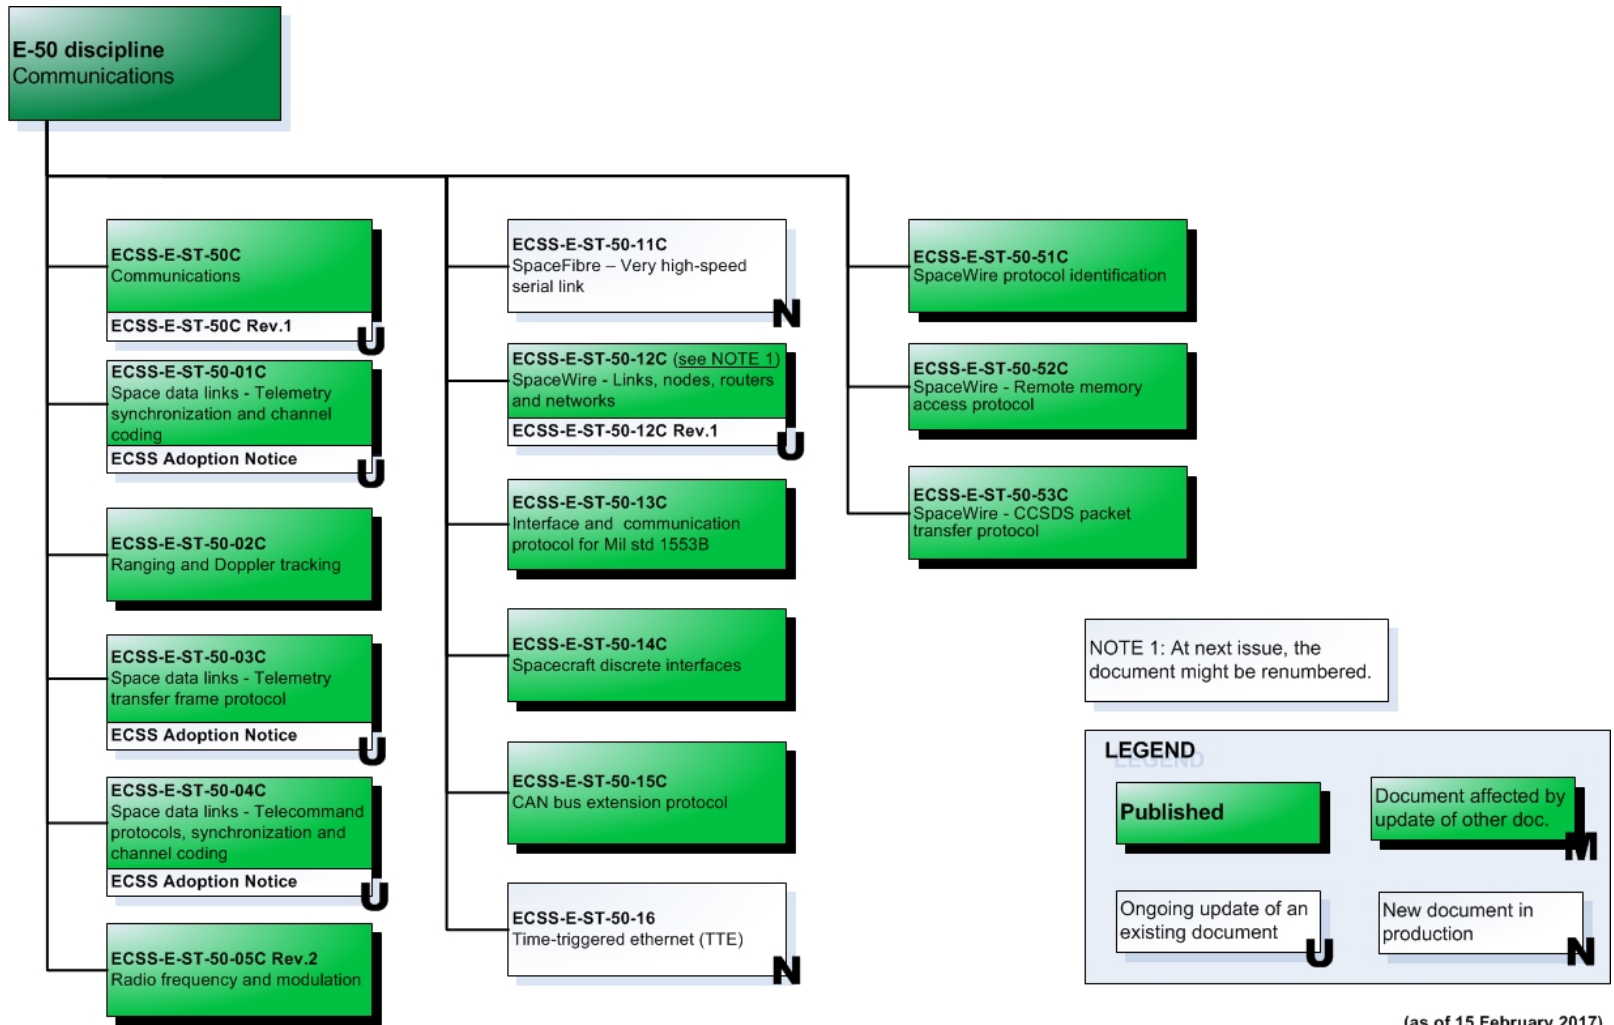 E-50 discipline
Communications
ECSS-E-ST-50C
Communications
ECSS-E-ST-50C Rev.1
U
ECSS-E-ST-50-01C
Space data links - Telemetry
synchronization and channel
coding
ECSS Adoption Notice
U
ECSS-E-ST-50-02C
Ranging and Doppler tracking
ECSS-E-ST-50-03C
Space data links - Telemetry
transfer frame protocol
ECSS Adoption Notice
U
ECSS-E-ST-50-04C
Space data links - Telecommand
protocols, synchronization and
channel coding
ECSS Adoption Notice
U
ECSS-E-ST-50-05C Rev.2
Radio frequency and modulation
ECSS-E-ST-50-11C
SpaceFibre – Very high-speed
serial link
N
ECSS-E-ST-50-12C (see NOTE 1)
SpaceWire - Links, nodes, routers
and networks
ECSS-E-ST-50-12C Rev.1
U
ECSS-E-ST-50-13C
Interface and communication
protocol for Mil std 1553B
ECSS-E-ST-50-14C
Spacecraft discrete interfaces
ECSS-E-ST-50-15C
CAN bus extension protocol
ECSS-E-ST-50-16
Time-triggered ethernet (TTE)
N
ECSS-E-ST-50-51C
SpaceWire protocol identification
ECSS-E-ST-50-52C
SpaceWire - Remote memory
access protocol
ECSS-E-ST-50-53C
SpaceWire - CCSDS packet
transfer protocol
NOTE 1: At next issue, the
document might be renumbered.
LEGEND
Published
Document affected by
update of other doc.
M
Ongoing update of an
existing document
U
New document in
production
N
(as of 15 February 2017)